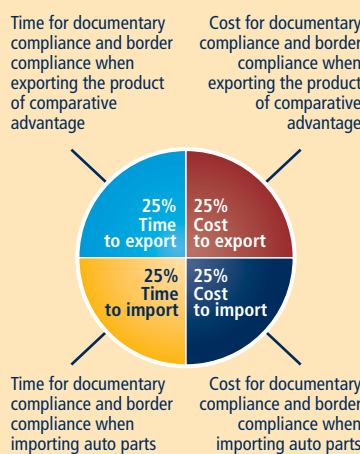 Time for documentary
compliance and border
compliance when
exporting the product
of comparative
advantage
Cost for documentary
compliance and border
compliance when
exporting the product
of comparative
advantage
25%
Time
to export
25%
Cost
to export
25%
Time
to import
25%
Cost
to import
Time for documentary
compliance and border
compliance when
importing auto parts
Cost for documentary
compliance and border
compliance when
importing auto parts